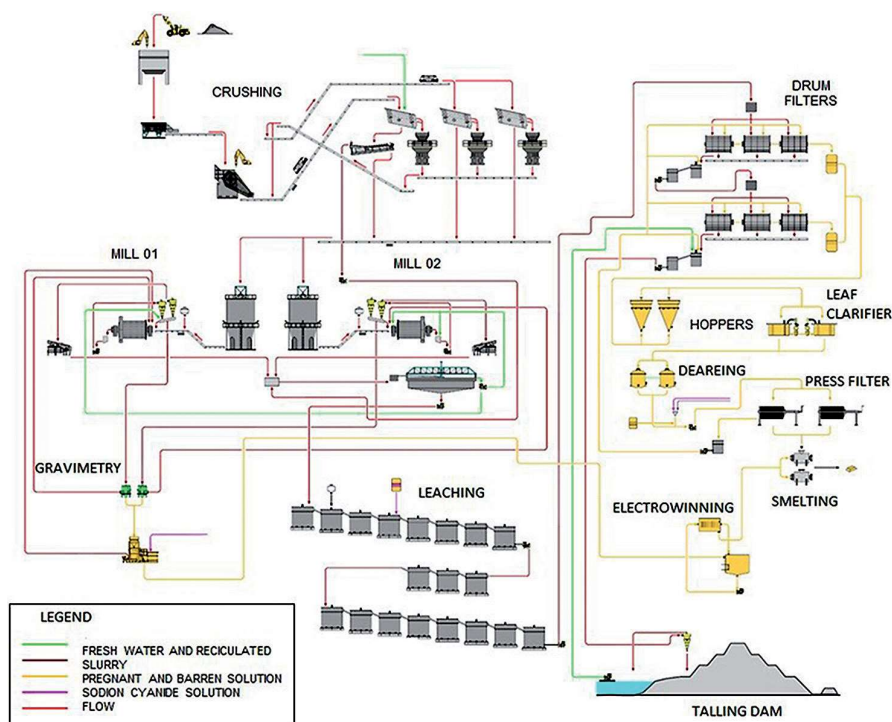 CRUSHING
DRUM
FILTERS
MILL 01
MILL 02
HOPPERS
LEAF
CLARIFIER
DEAREING
PRESS FILTER
GRAVIMETRY
LEACHING
ELECTROWINNING
SMELTING
LEGEND
FRESH WATER AND RECICULATED
SLURRY
PREGNANT AND BARREN SOLUTION
SODION CYANIDE SOLUTION
FLOW
TALLING DAM